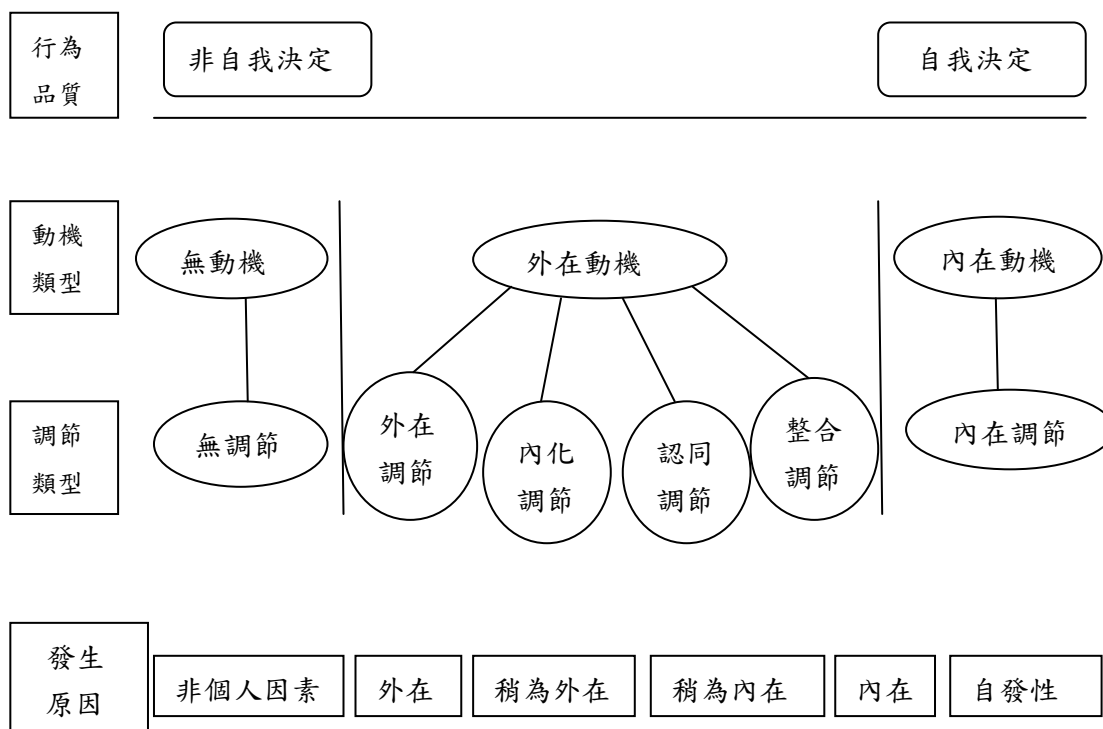 行為
品質
非自我決定
自我決定
動機
類型
無動機
外在動機
內在動機
調節
類型
無調節
外在
調節
內化
調節
認同
調節
整合
調節
內在調節
發生
原因
非個人因素
外在
稍為外在
稍為內在
內在
自發性